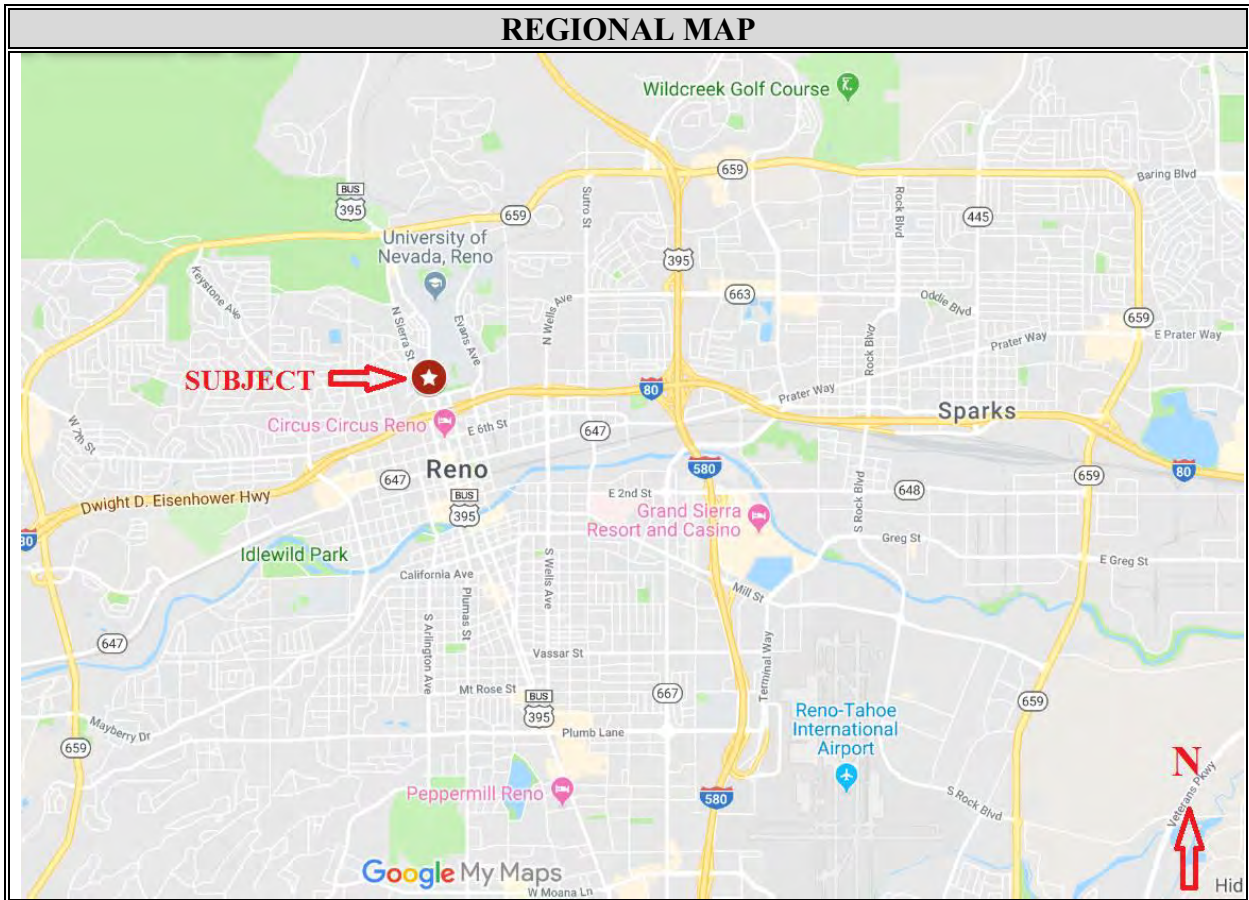 REGIONAL MAP
Wildcreek Golf Course
659
Baring Blvd
BUS
395
Sutro St
Rock Blvd
445
659
University of
Nevada, Reno
395
Keystone Ave
663
Oddie Blvd
N Sierra St
Evans Ave
N Wells Ave
659
E Prater Way
Prater Way
Rock Blvd
SUBJECT
80
Prater Way
Sparks
Circus Circus Reno
E 6th St
647
W 7th St
Reno
647
580
659
80
Dwight D. Eisenhower Hwy
BUS
395
E 2nd St
648
Grand Sierra
Resort and Casino
S Rock Blvd
80
Idlewild Park
Greg St
E Greg St
S Wells Ave
California Ave
Mill St
Plumas St
S Arlington Ave
647
Vassar St
Terminal Way
Mt Rose St
BUS
395
667
659
Reno-Tahoe
International
Airport
Mayberry Dr
659
Plumb Lane
N
Veterans Pkwy
Peppermill Reno
580
S Rock Blvd
Google My Maps
W Moana Ln
Hid